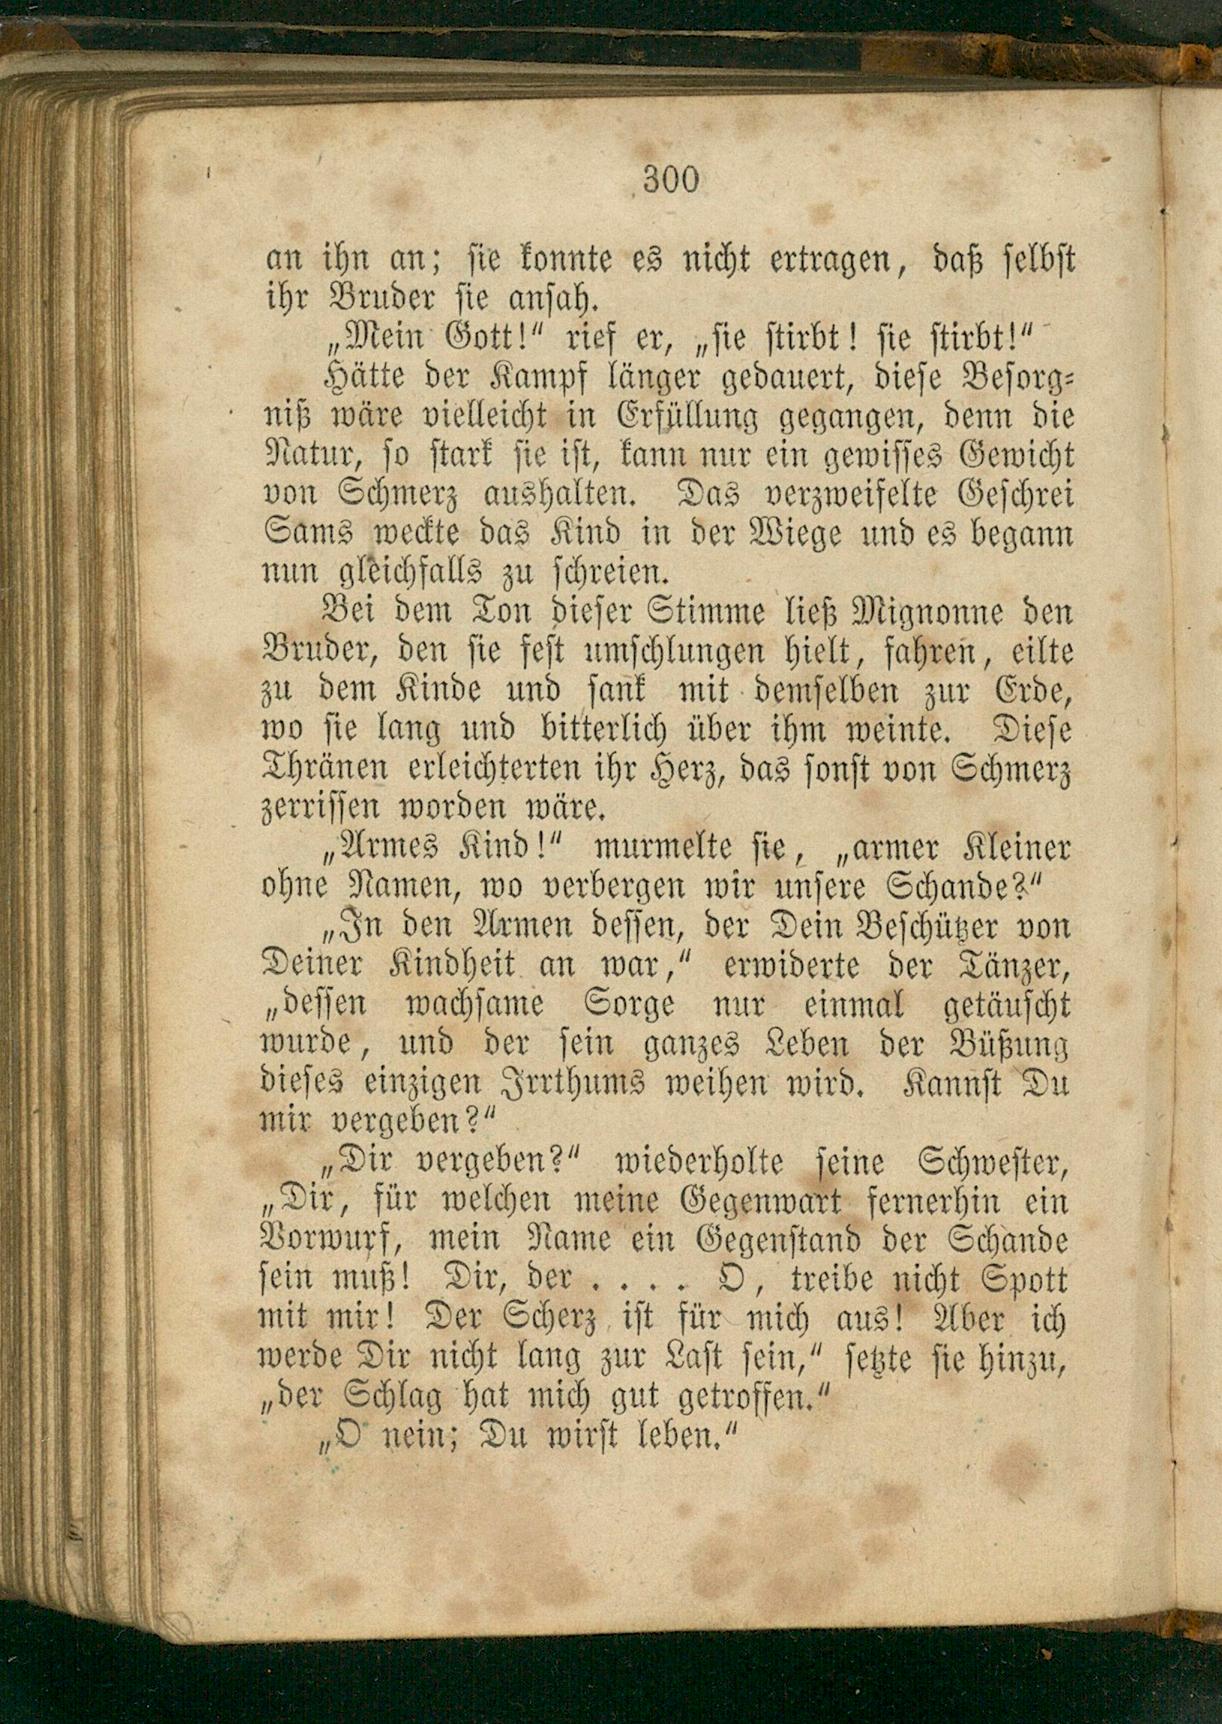 300
an ihn an; sie konnte es nicht ertragen, daß selbst
ihr Bruder sie ansah.
„Mein Gott!“ rief er, „sie stirbt! sie stirbt!“
Hätte der Kampf länger gedauert, diese Besorg-
niß wäre vielleicht in Erfüllung gegangen, denn die
Natur, so stark sie ist, kann nur ein gewisses Gewicht
von Schmerz aushalten. Das verzweifelte Geschrei
Sams weckte das Kind in der Wiege und es begann
nun gleichfalls zu schreien.
Bei dem Ton dieser Stimme ließ Mignonne den
Bruder, den sie fest umschlungen hielt, fahren, eilte
zu dem Kinde und sank mit demselben zur Erde,
wo sie lang und bitterlich über ihm weinte. Diese
Thränen erleichterten ihr Herz, das sonst von Schmerz
zerrissen worden wäre.
„Armes Kind!“ murmelte sie, „armer Kleiner
ohne Namen, wo verbergen wir unsere Schande?“
„In den Armen dessen, der Dein Beschützer von
Deiner Kindheit an war,“ erwiderte der Tänzer,
„dessen wachsame Sorge nur einmal getäuscht
wurde, und der sein ganzes Leben der Büßung
dieses einzigen Irrthums weihen wird. Kannst Du
mir vergeben?“
„Dir vergeben?“ wiederholte seine Schwester,
„Dir, für welchen meine Gegenwart fernerhin ein
Vorwurf, mein Name ein Gegenstand der Schande
sein muß! Dir, der . . . . O, treibe nicht Spott
mit mir! Der Scherz ist für mich aus! Aber ich
werde Dir nicht lang zur Last sein,“ setzte sie hinzu,
„der Schlag hat mich gut getroffen.“
„O nein; Du wirst leben.“